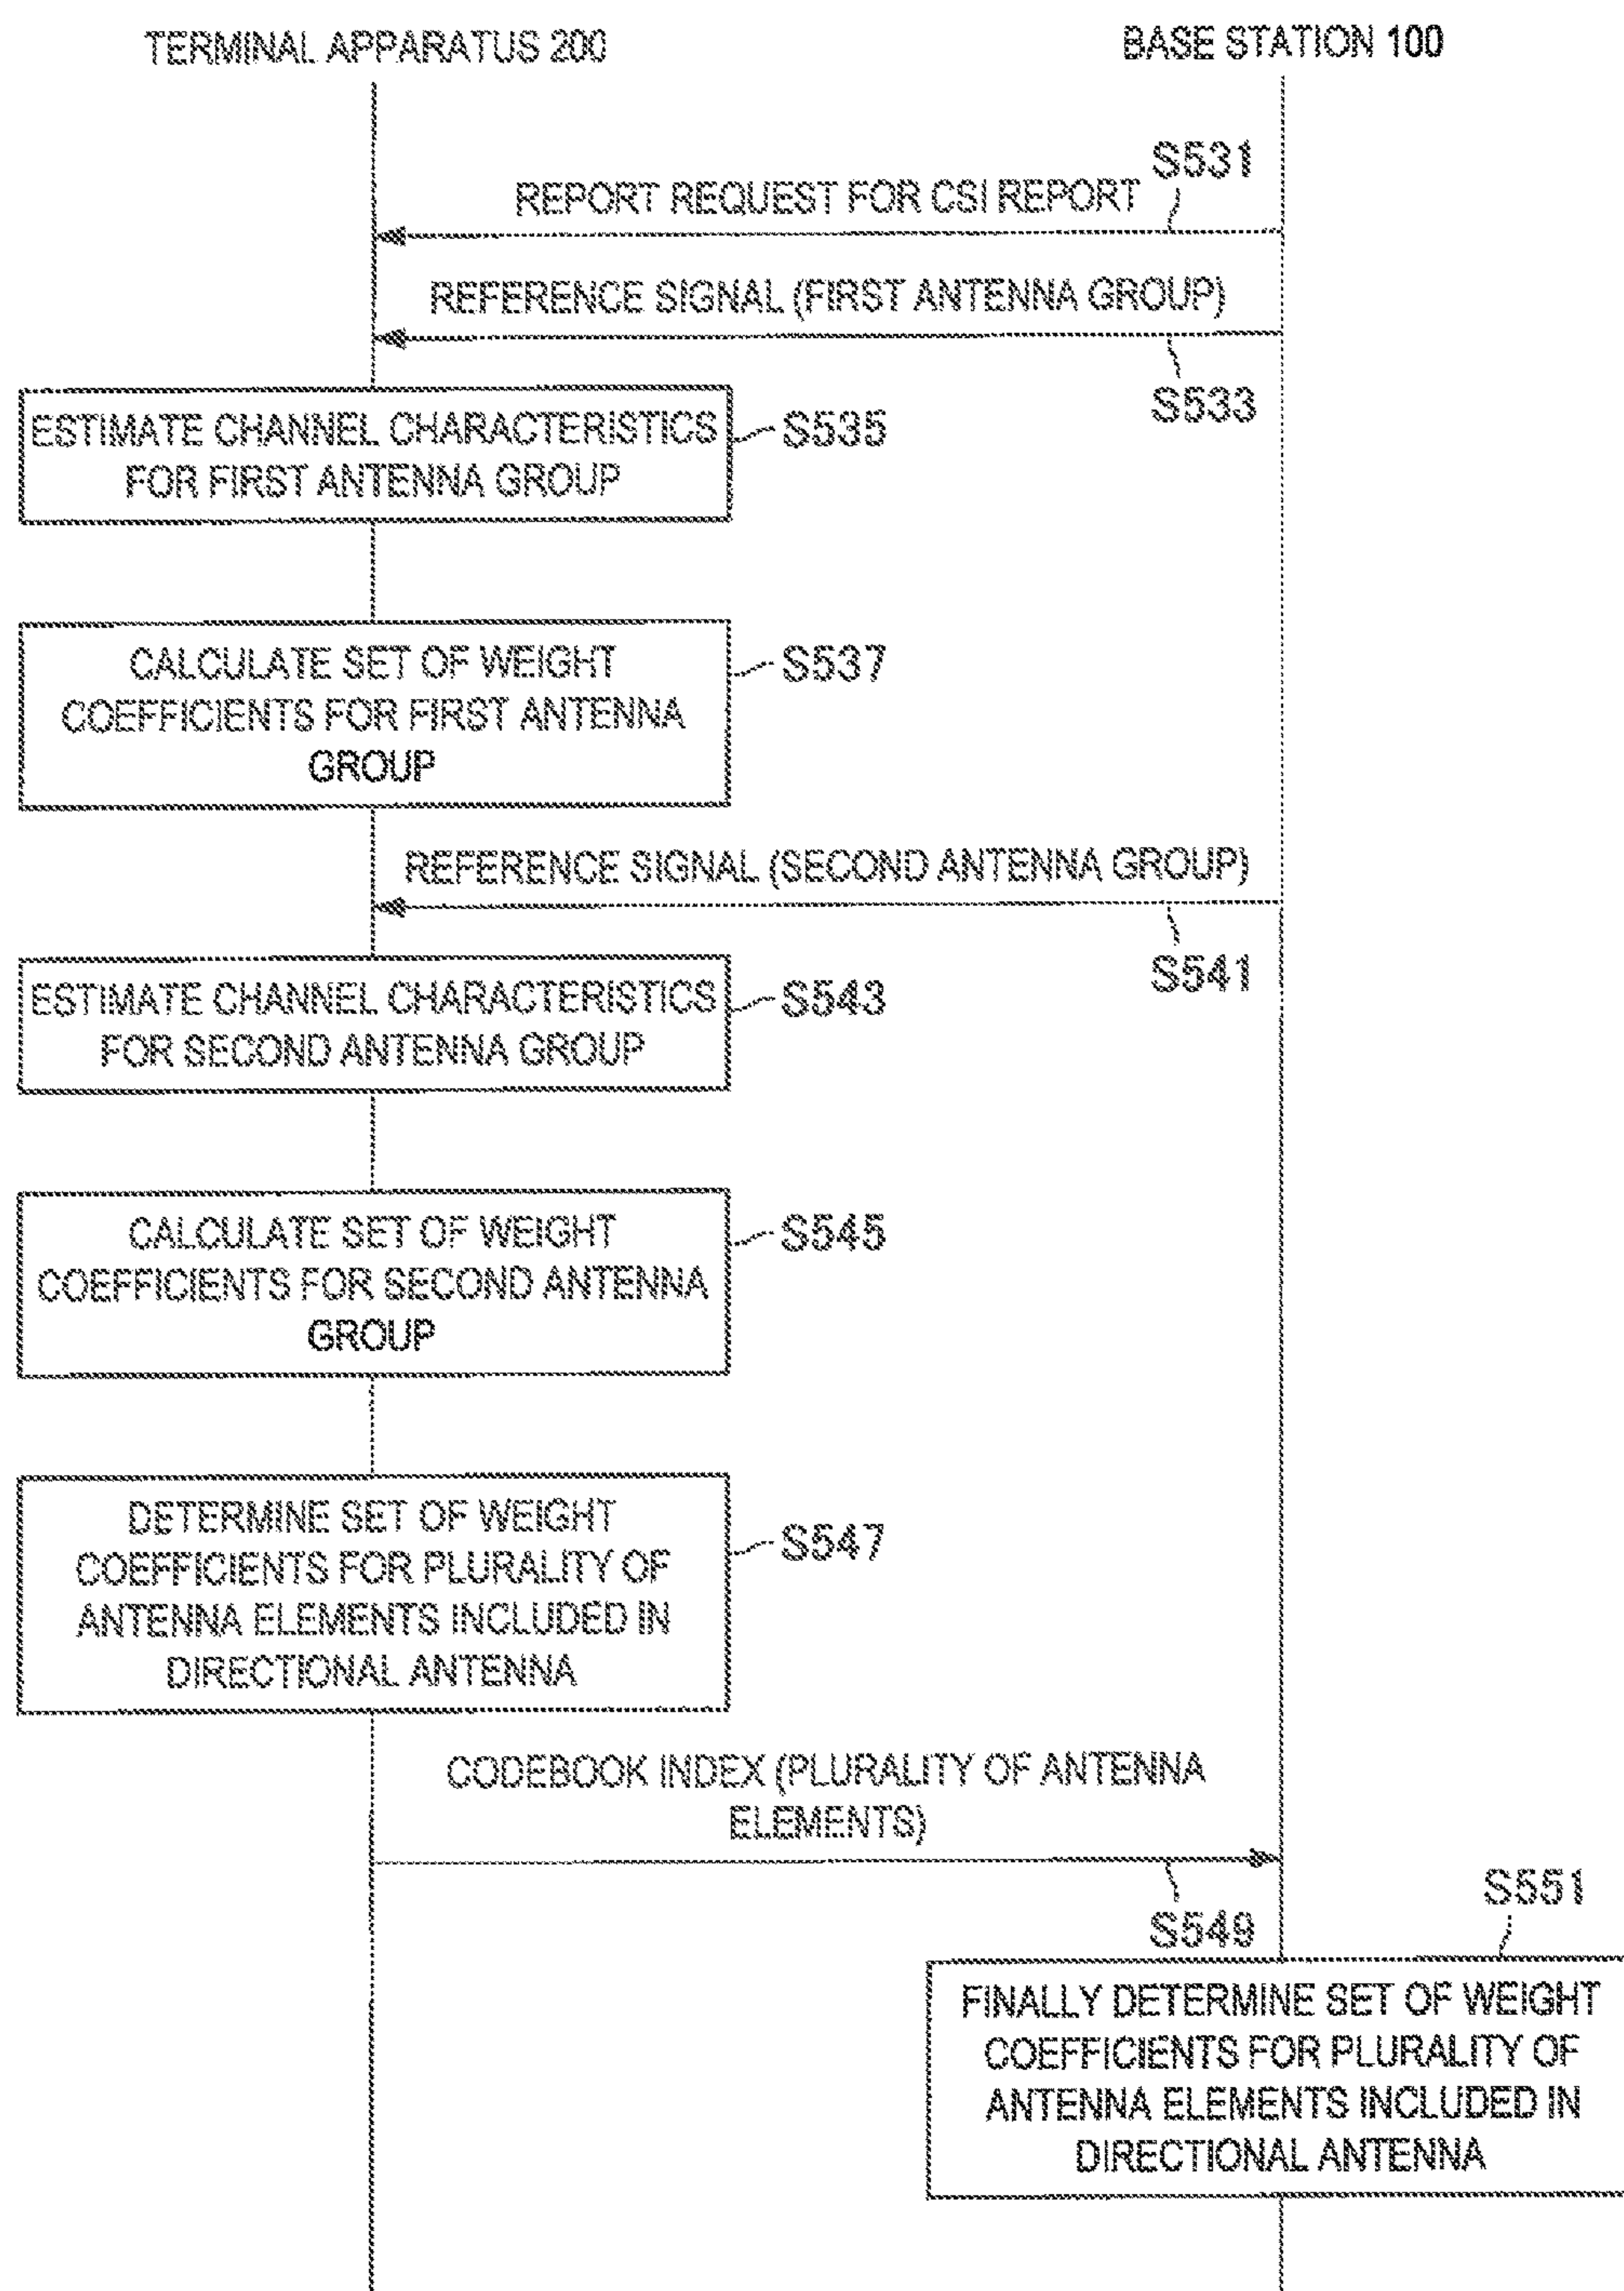 TERMINAL APPARATUS 200
BASE STATION 100
S531
REPORT REQUEST FOR CSI REPORT
REFERENCE SIGNAL (FIRST ANTENNA GROUP)
S533
ESTIMATE CHANNEL CHARACTERISTICS
FOR FIRST ANTENNA GROUP
S535
CALCULATE SET OF WEIGHT
COEFFICIENTS FOR FIRST ANTENNA
GROUP
S537
REFERENCE SIGNAL (SECOND ANTENNA GROUP)
S541
ESTIMATE CHANNEL CHARACTERISTICS
FOR SECOND ANTENNA GROUP
S543
CALCULATE SET OF WEIGHT
COEFFICIENTS FOR SECOND ANTENNA
GROUP
S545
DETERMINE SET OF WEIGHT
COEFFICIENTS FOR PLURALITY OF
ANTENNA ELEMENTS INCLUDED IN
DIRECTIONAL ANTENNA
S547
CODEBOOK INDEX (PLURALITY OF ANTENNA
ELEMENTS)
S549
S551
FINALLY DETERMINE SET OF WEIGHT
COEFFICIENTS FOR PLURALITY OF
ANTENNA ELEMENTS INCLUDED IN
DIRECTIONAL ANTENNA